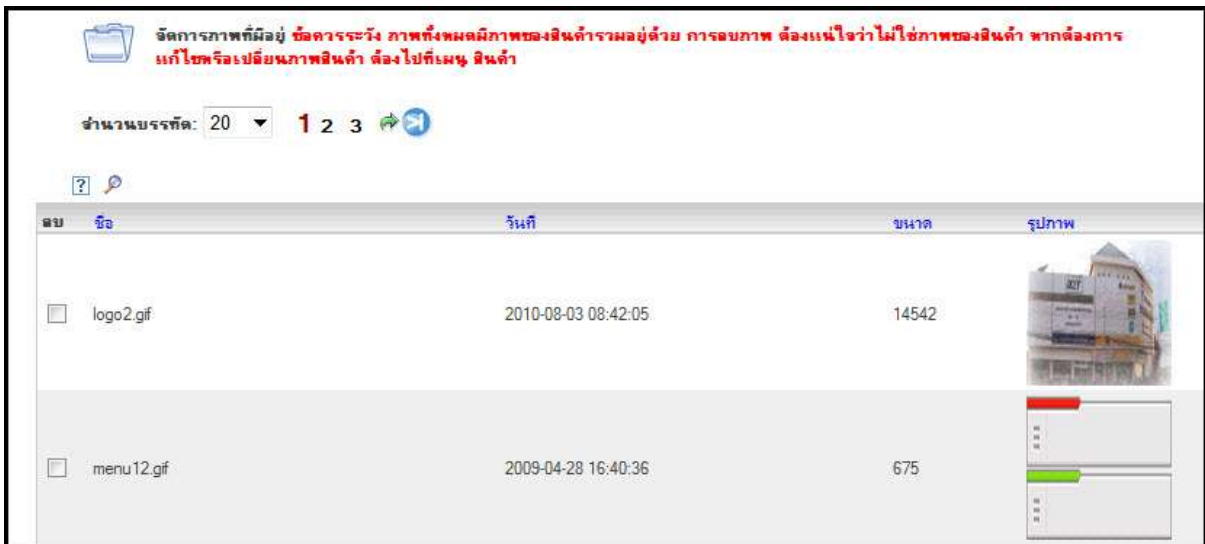 จัดการภาพที่มีอยู่ ข้อควรระวัง ภาพทั้งหมดมีภาพของสินค้ารวมอยู่ด้วย การลบภาพ ต้องแน่ใจว่าไม่ใช่ภาพของสินค้า หากต้องการ
แก้ไขหรือเปลี่ยนภาพสินค้า ต้องไปที่เมนู สินค้า
จำนวนบรรทัด: 20 1 2 3
?
ลบ ชื่อ วันที่ ขนาด รูปภาพ
logo2.gif 2010-08-03 08:42:05 14542
menu12.gif 2009-04-28 16:40:36 675